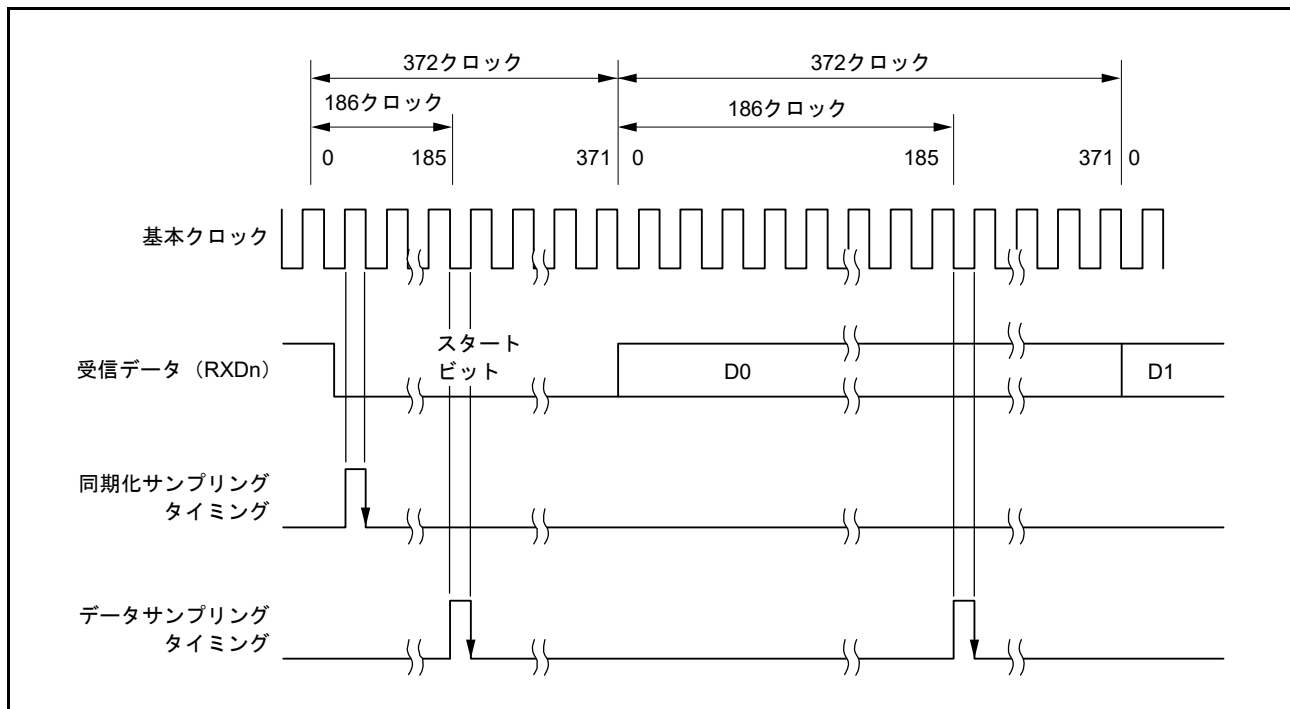 372クロック
372クロック
186クロック
186クロック
0
185
371
0
185
371
0
基本クロック
受信データ（RXDn）
スタート
ビット
D0
D1
同期化サンプリング
タイミング
データサンプリング
タイミング